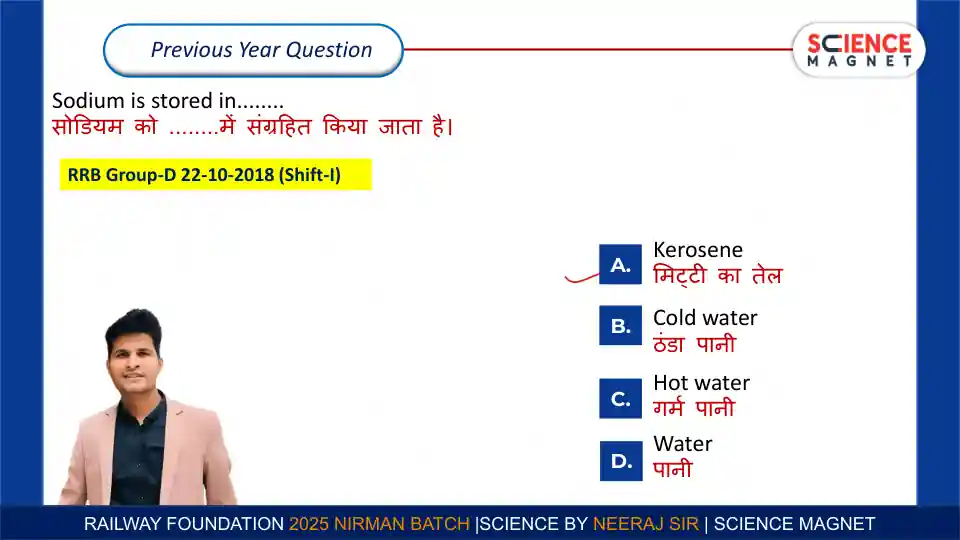 Previous Year Question
SCIENCE
MAGNET
Sodium is stored in........
सोडियम को ........में संग्रहित किया जाता है।
RRB Group-D 22-10-2018 (Shift-I)
A.
Kerosene
मिट्टी का तेल
B.
Cold water
ठंडा पानी
C.
Hot water
गर्म पानी
D.
Water
पानी
RAILWAY FOUNDATION 2025 NIRMAN BATCH |SCIENCE BY NEERAJ SIR | SCIENCE MAGNET